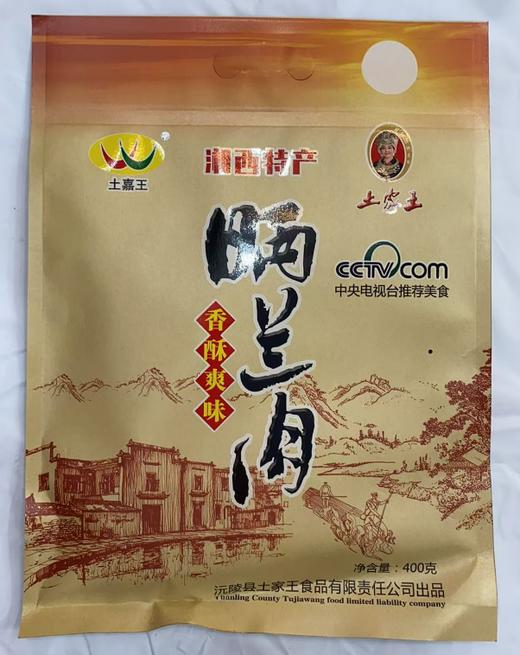 土嘉王
®
湘西特产
土家王
晒兰肉
香酥爽味
CCTV.com
中央电视台推荐美食
净含量：400克
沅陵县土家王食品有限责任公司出品
Yuanling County Tujiawang food limited liability company